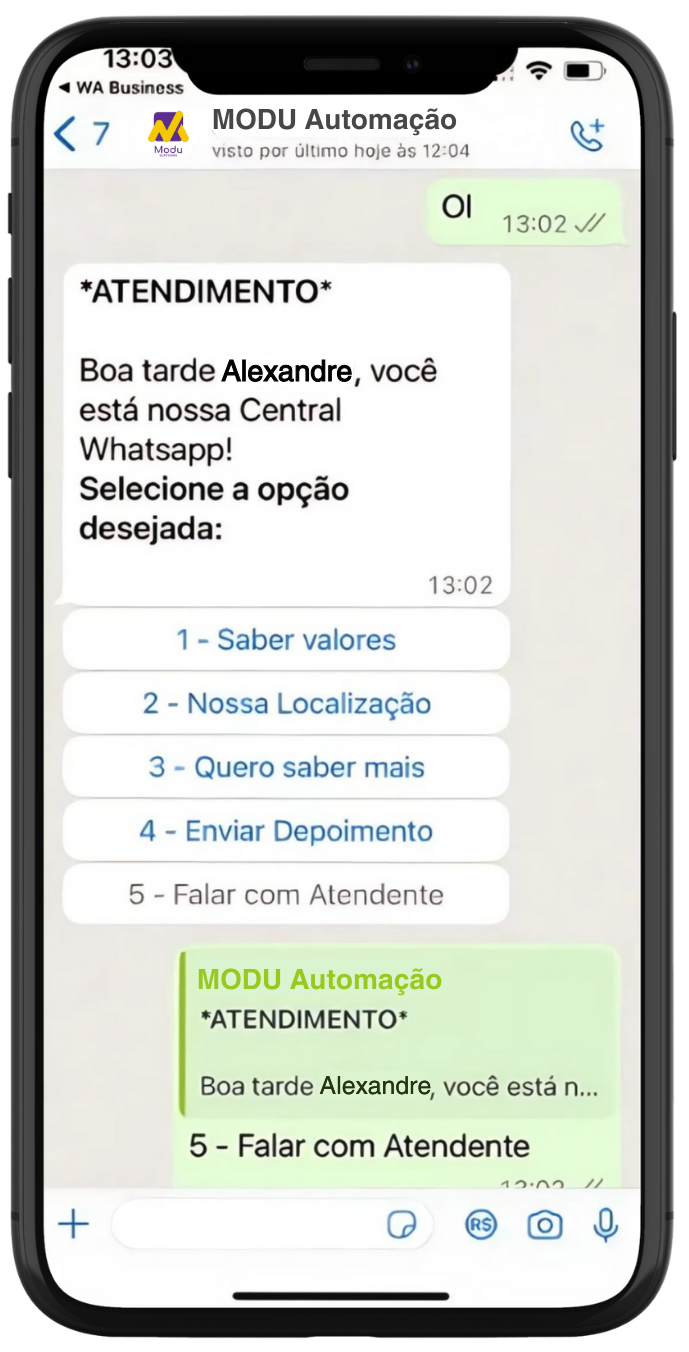 13:03
◀ WA Business
7
Modu
MODU Automação
visto por último hoje às 12:04
OI
13:02
*ATENDIMENTO*
Boa tarde Alexandre, você
está nossa Central
Whatsapp!
Selecione a opção
desejada:
13:02
1 - Saber valores
2 - Nossa Localização
3 - Quero saber mais
4 - Enviar Depoimento
5 - Falar com Atendente
MODU Automação
*ATENDIMENTO*
Boa tarde Alexandre, você está n...
5 - Falar com Atendente
13:02
R$